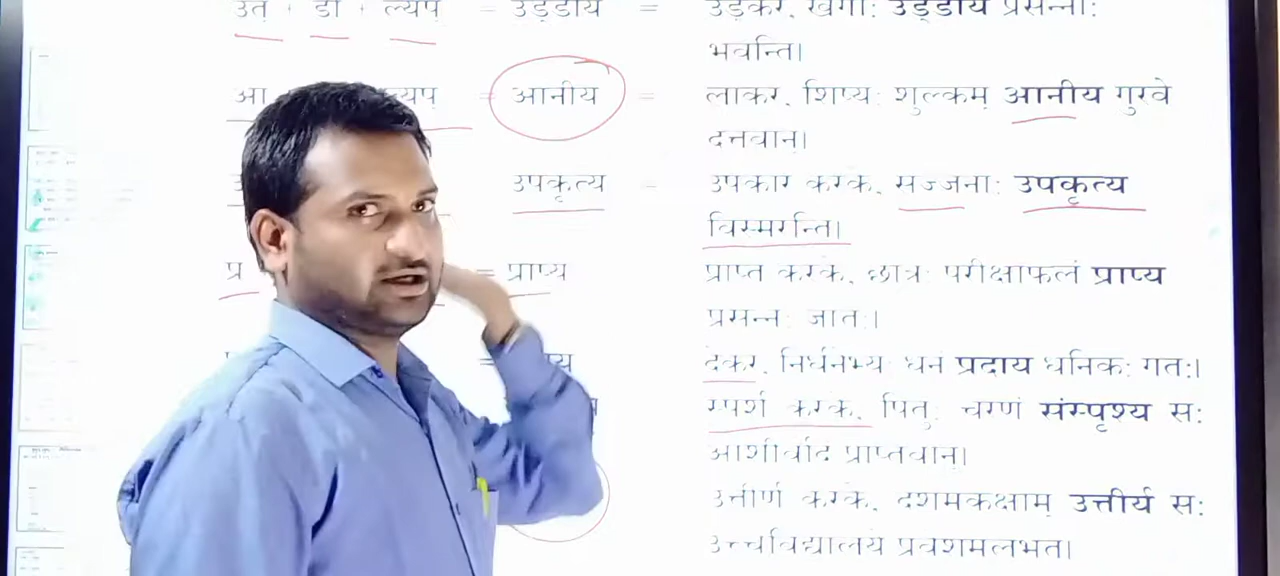 उत् + डी + ल्यप् = उड्डीय = उड़कर, खगाः उड्डीय प्रसन्नाः
भवन्ति।
आ ल्यप् = आनीय = लाकर, शिष्यः शुल्कम् आनीय गुरवे
दत्तवान्।
उपकृत्य = उपकार करके, सज्जनाः उपकृत्य
विस्मरन्ति।
प्र = प्राप्य प्राप्त करके, छात्रः परीक्षाफलं प्राप्य
प्रसन्नः जातः।
= देकर, निर्धनेभ्यः धनं प्रदाय धनिकः गतः।
स्पर्श करके, पितुः चरणं संस्पृश्य सः
आशीर्वाद प्राप्तवान्।
उत्तीर्ण करके, दशमकक्षाम् उत्तीर्य सः
उच्चविद्यालये प्रवेशमलभत।